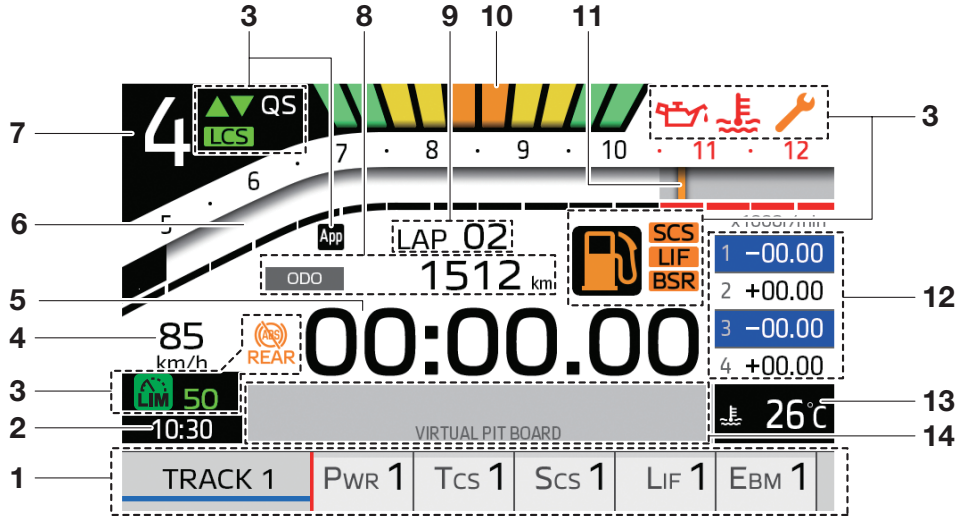 3 8 9 10 11
4 QS
LCS
7
3
7 · 8 · 9 · 10 · 11 · 12
6
5
6
App
LAP 02
x1000r/min
SCS
LIF
BSR
ODO 1512 km
1 -00.00
2 +00.00
3 -00.00
4 +00.00
12
5
00:00.00
4
85
km/h
ABS
REAR
3
LIM 50
2
10:30
26°C
13
VIRTUAL PIT BOARD
14
1
TRACK 1 PWR 1 TCS 1 SCS 1 LIF 1 EBM 1